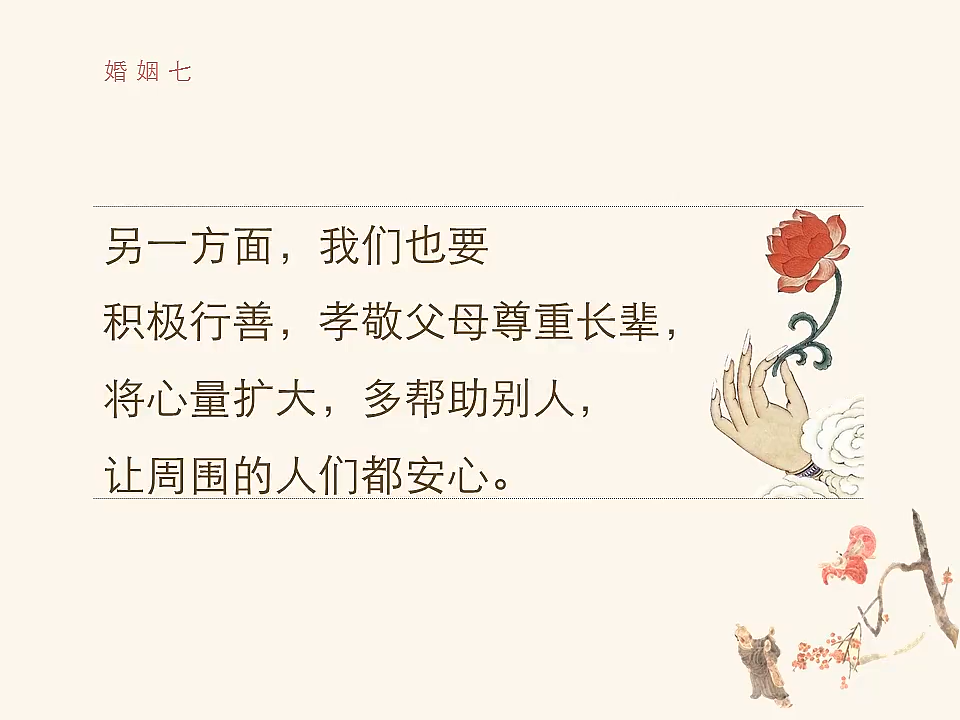 婚姻七
另一方面，我们也要
积极行善，孝敬父母尊重长辈，
将心量扩大，多帮助别人，
让周围的人们都安心。